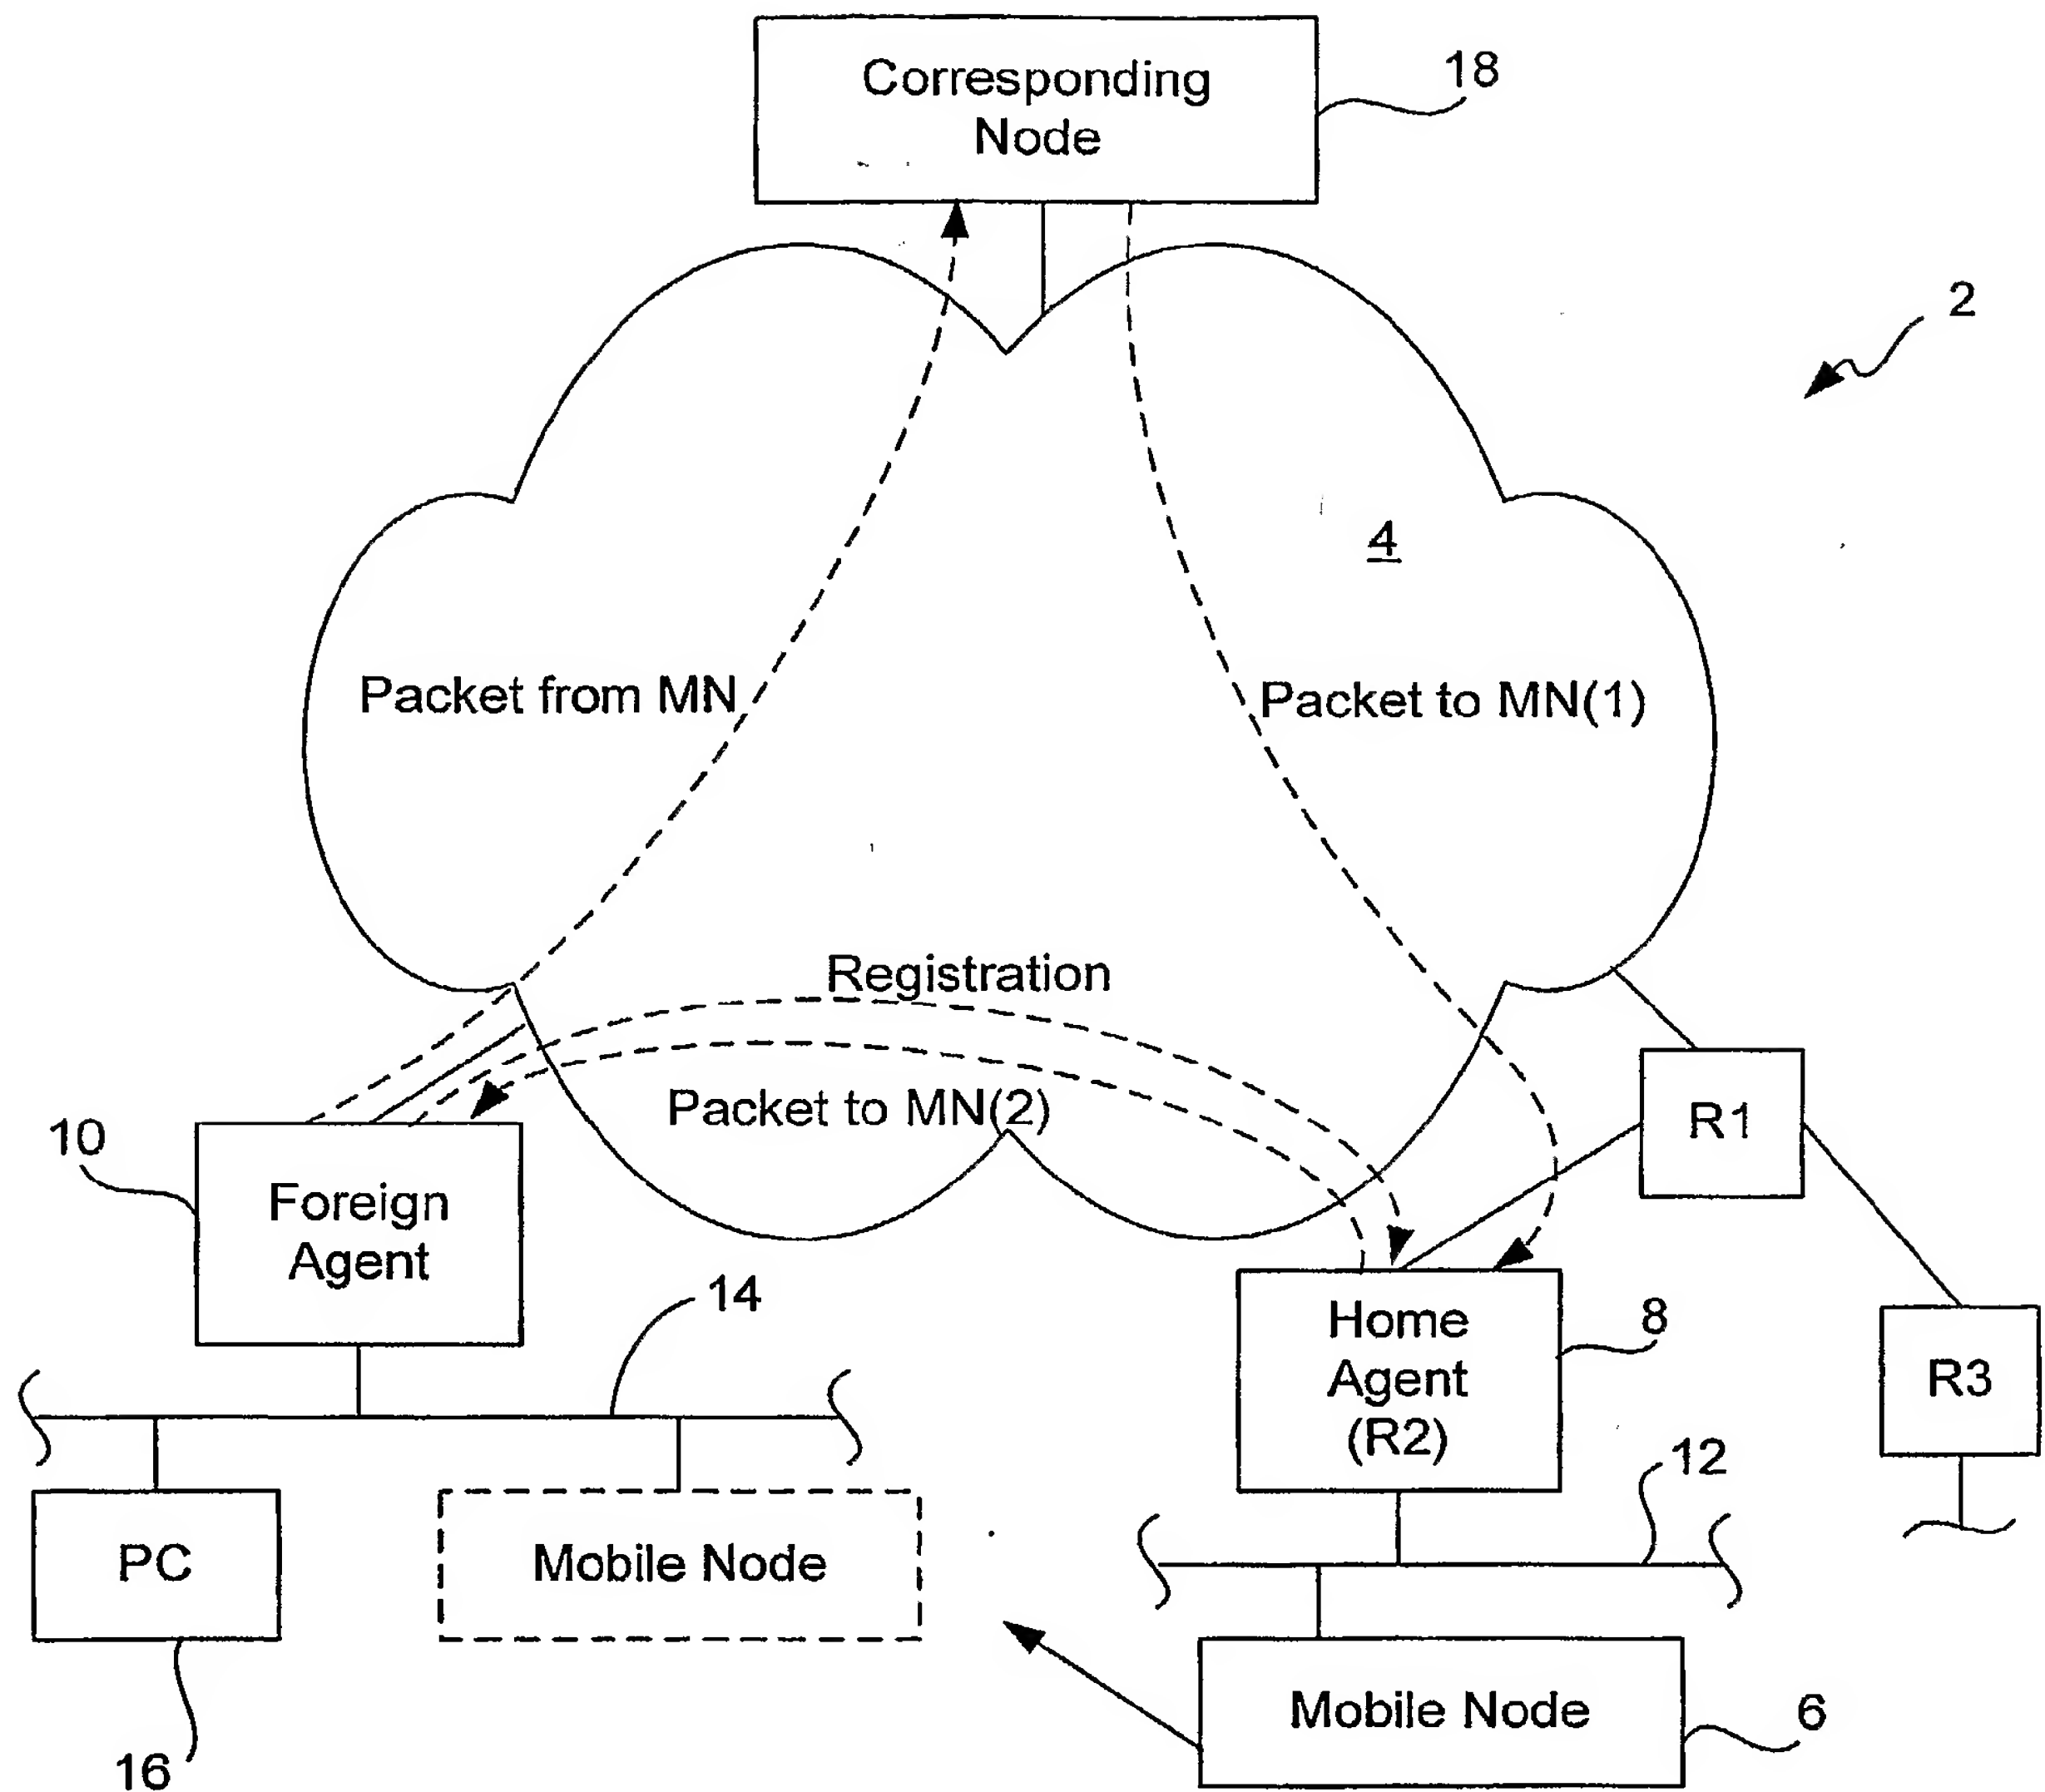 Corresponding
Node
18
2
4
Packet from MN
Packet to MN(1)
Registration
Packet to MN(2)
R1
10
Foreign
Agent
14
Home
Agent
(R2)
8
R3
12
PC
Mobile Node
Mobile Node
6
16